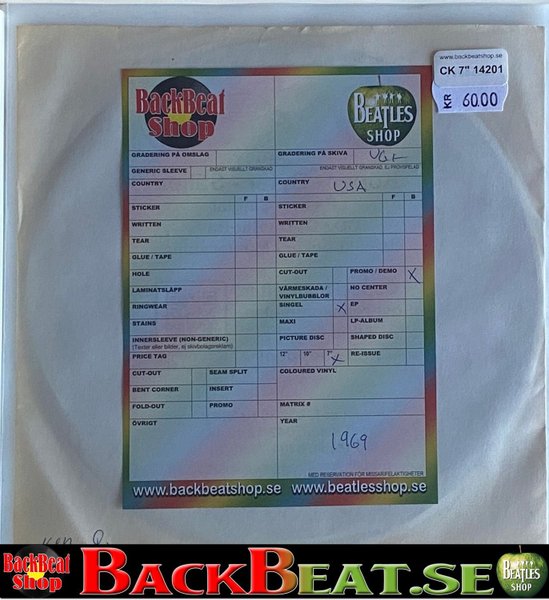 www.backbeatshop.se
CK 7" 14201
KR 60.00
BackBeat
Shop
BEATLES
SHOP
GRADERING PÅ OMSLAG
GRADERING PÅ SKIVA VG+
GENERIC SLEEVE
ENDAST VISUELLT GRANSKAD
ENDAST VISUELLT GRANSKAD, EJ PROVSPELAD
COUNTRY
COUNTRY USA
F B
F B
STICKER
STICKER
WRITTEN
WRITTEN
TEAR
TEAR
GLUE / TAPE
GLUE / TAPE
HOLE
CUT-OUT
PROMO / DEMO X
LAMINATSLÄPP
VÄRMESKADA /
VINYLBUBBLOR
NO CENTER
RINGWEAR
SINGEL X
EP
STAINS
MAXI
LP-ALBUM
INNERSLEEVE (NON-GENERIC)
(Texter eller bilder, ej skivbolagsreklam)
PICTURE DISC
SHAPED DISC
PRICE TAG
12" 10" 7" X
RE-ISSUE
CUT-OUT
SEAM SPLIT
COLOURED VINYL
BENT CORNER
INSERT
FOLD-OUT
PROMO
MATRIX #
ÖVRIGT
YEAR
1969
MED RESERVATION FÖR MISSAR/FELAKTIGHETER
www.backbeatshop.se www.beatlesshop.se
BackBeat
Shop
BACKBEAT.SE
BEATLES
SHOP